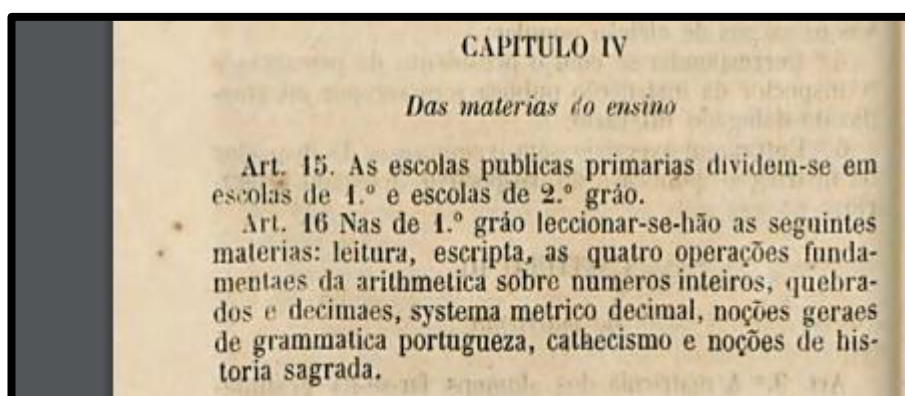 CAPITULO IV
Das materias do ensino
Art. 15. As escolas publicas primarias dividem-se em
escolas de 1.º e escolas de 2.º gráo.
Art. 16 Nas de 1.º gráo leccionar-se-hão as seguintes
materias: leitura, escripta, as quatro operações funda-
mentaes da arithmetica sobre numeros inteiros, quebra-
dos e decimaes, systema metrico decimal, noções geraes
de grammatica portugueza, cathecismo e noções de his-
toria sagrada.